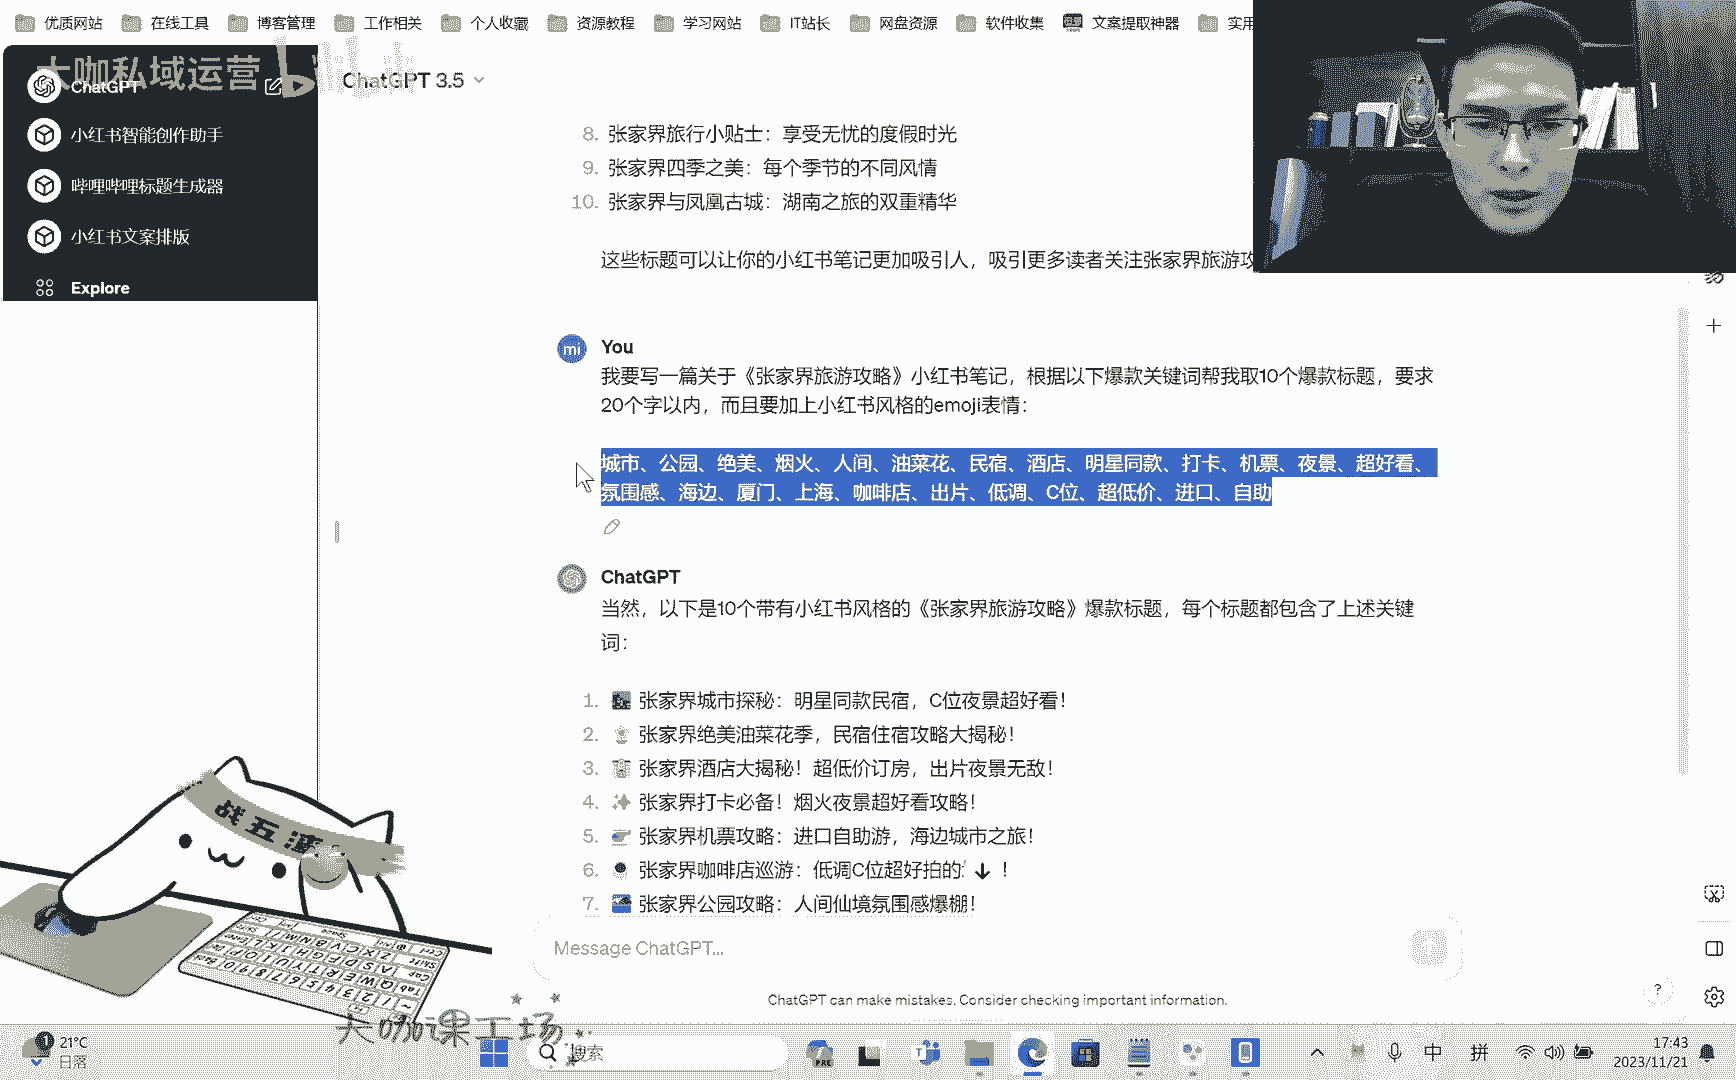 优质网站 在线工具 博客管理 工作相关 个人收藏 资源教程 学习网站 IT站长 网盘资源 软件收集 文案提取神器 实用
大咖私域运营 bilibili
ChatGPT
小红书智能创作助手
哔哩哔哩标题生成器
小红书文案排版
Explore
ChatGPT 3.5
8. 张家界旅行小贴士：享受无忧的度假时光
9. 张家界四季之美：每个季节的不同风情
10. 张家界与凤凰古城：湖南之旅的双重精华
这些标题可以让你的小红书笔记更加吸引人，吸引更多读者关注张家界旅游攻
mi You
我要写一篇关于《张家界旅游攻略》小红书笔记，根据以下爆款关键词帮我取10个爆款标题，要求
20个字以内，而且要加上小红书风格的emoji表情：
城市、公园、绝美、烟火、人间、油菜花、民宿、酒店、明星同款、打卡、机票、夜景、超好看、
氛围感、海边、厦门、上海、咖啡店、出片、低调、C位、超低价、进口、自助
ChatGPT
当然，以下是10个带有小红书风格的《张家界旅游攻略》爆款标题，每个标题都包含了上述关键
词：
1. 张家界城市探秘：明星同款民宿，C位夜景超好看！
2. 张家界绝美油菜花季，民宿住宿攻略大揭秘！
3. 张家界酒店大揭秘！超低价订房，出片夜景无敌！
4. 张家界打卡必备！烟火夜景超好看攻略！
5. 张家界机票攻略：进口自助游，海边城市之旅！
6. 张家界咖啡店巡游：低调C位超好拍的 ！
7. 张家界公园攻略：人间仙境氛围感爆棚！
Message ChatGPT...
ChatGPT can make mistakes. Consider checking important information.
?
战五渣
大咖课工场
1 21°C
日落
搜索
PRE
中 拼
17:43
2023/11/21